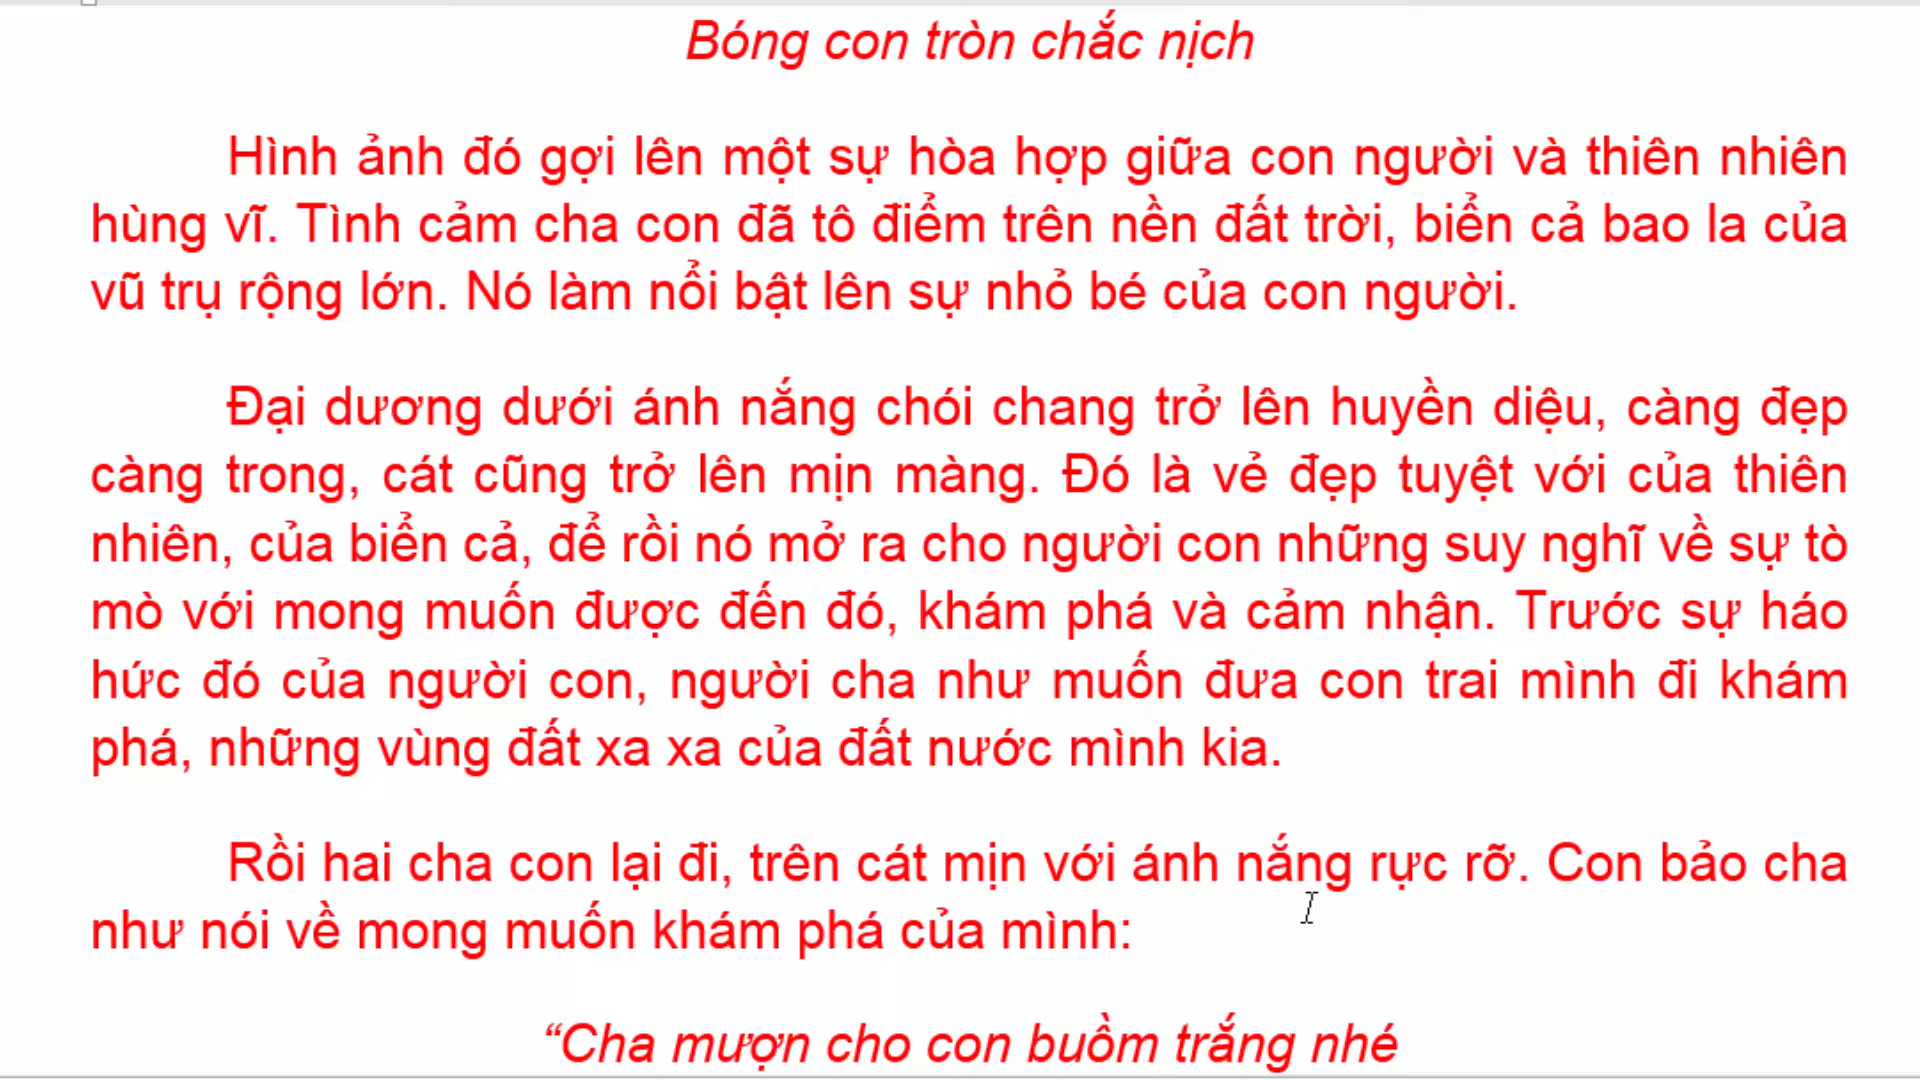 Bóng con tròn chắc nịch
Hình ảnh đó gợi lên một sự hòa hợp giữa con người và thiên nhiên
hùng vĩ. Tình cảm cha con đã tô điểm trên nền đất trời, biển cả bao la của
vũ trụ rộng lớn. Nó làm nổi bật lên sự nhỏ bé của con người.
Đại dương dưới ánh nắng chói chang trở lên huyền diệu, càng đẹp
càng trong, cát cũng trở lên mịn màng. Đó là vẻ đẹp tuyệt vời của thiên
nhiên, của biển cả, để rồi nó mở ra cho người con những suy nghĩ về sự tò
mò với mong muốn được đến đó, khám phá và cảm nhận. Trước sự háo
hức đó của người con, người cha như muốn đưa con trai mình đi khám
phá, những vùng đất xa xa của đất nước mình kia.
Rồi hai cha con lại đi, trên cát mịn với ánh nắng rực rỡ. Con bảo cha
như nói về mong muốn khám phá của mình:
“Cha mượn cho con buồm trắng nhé